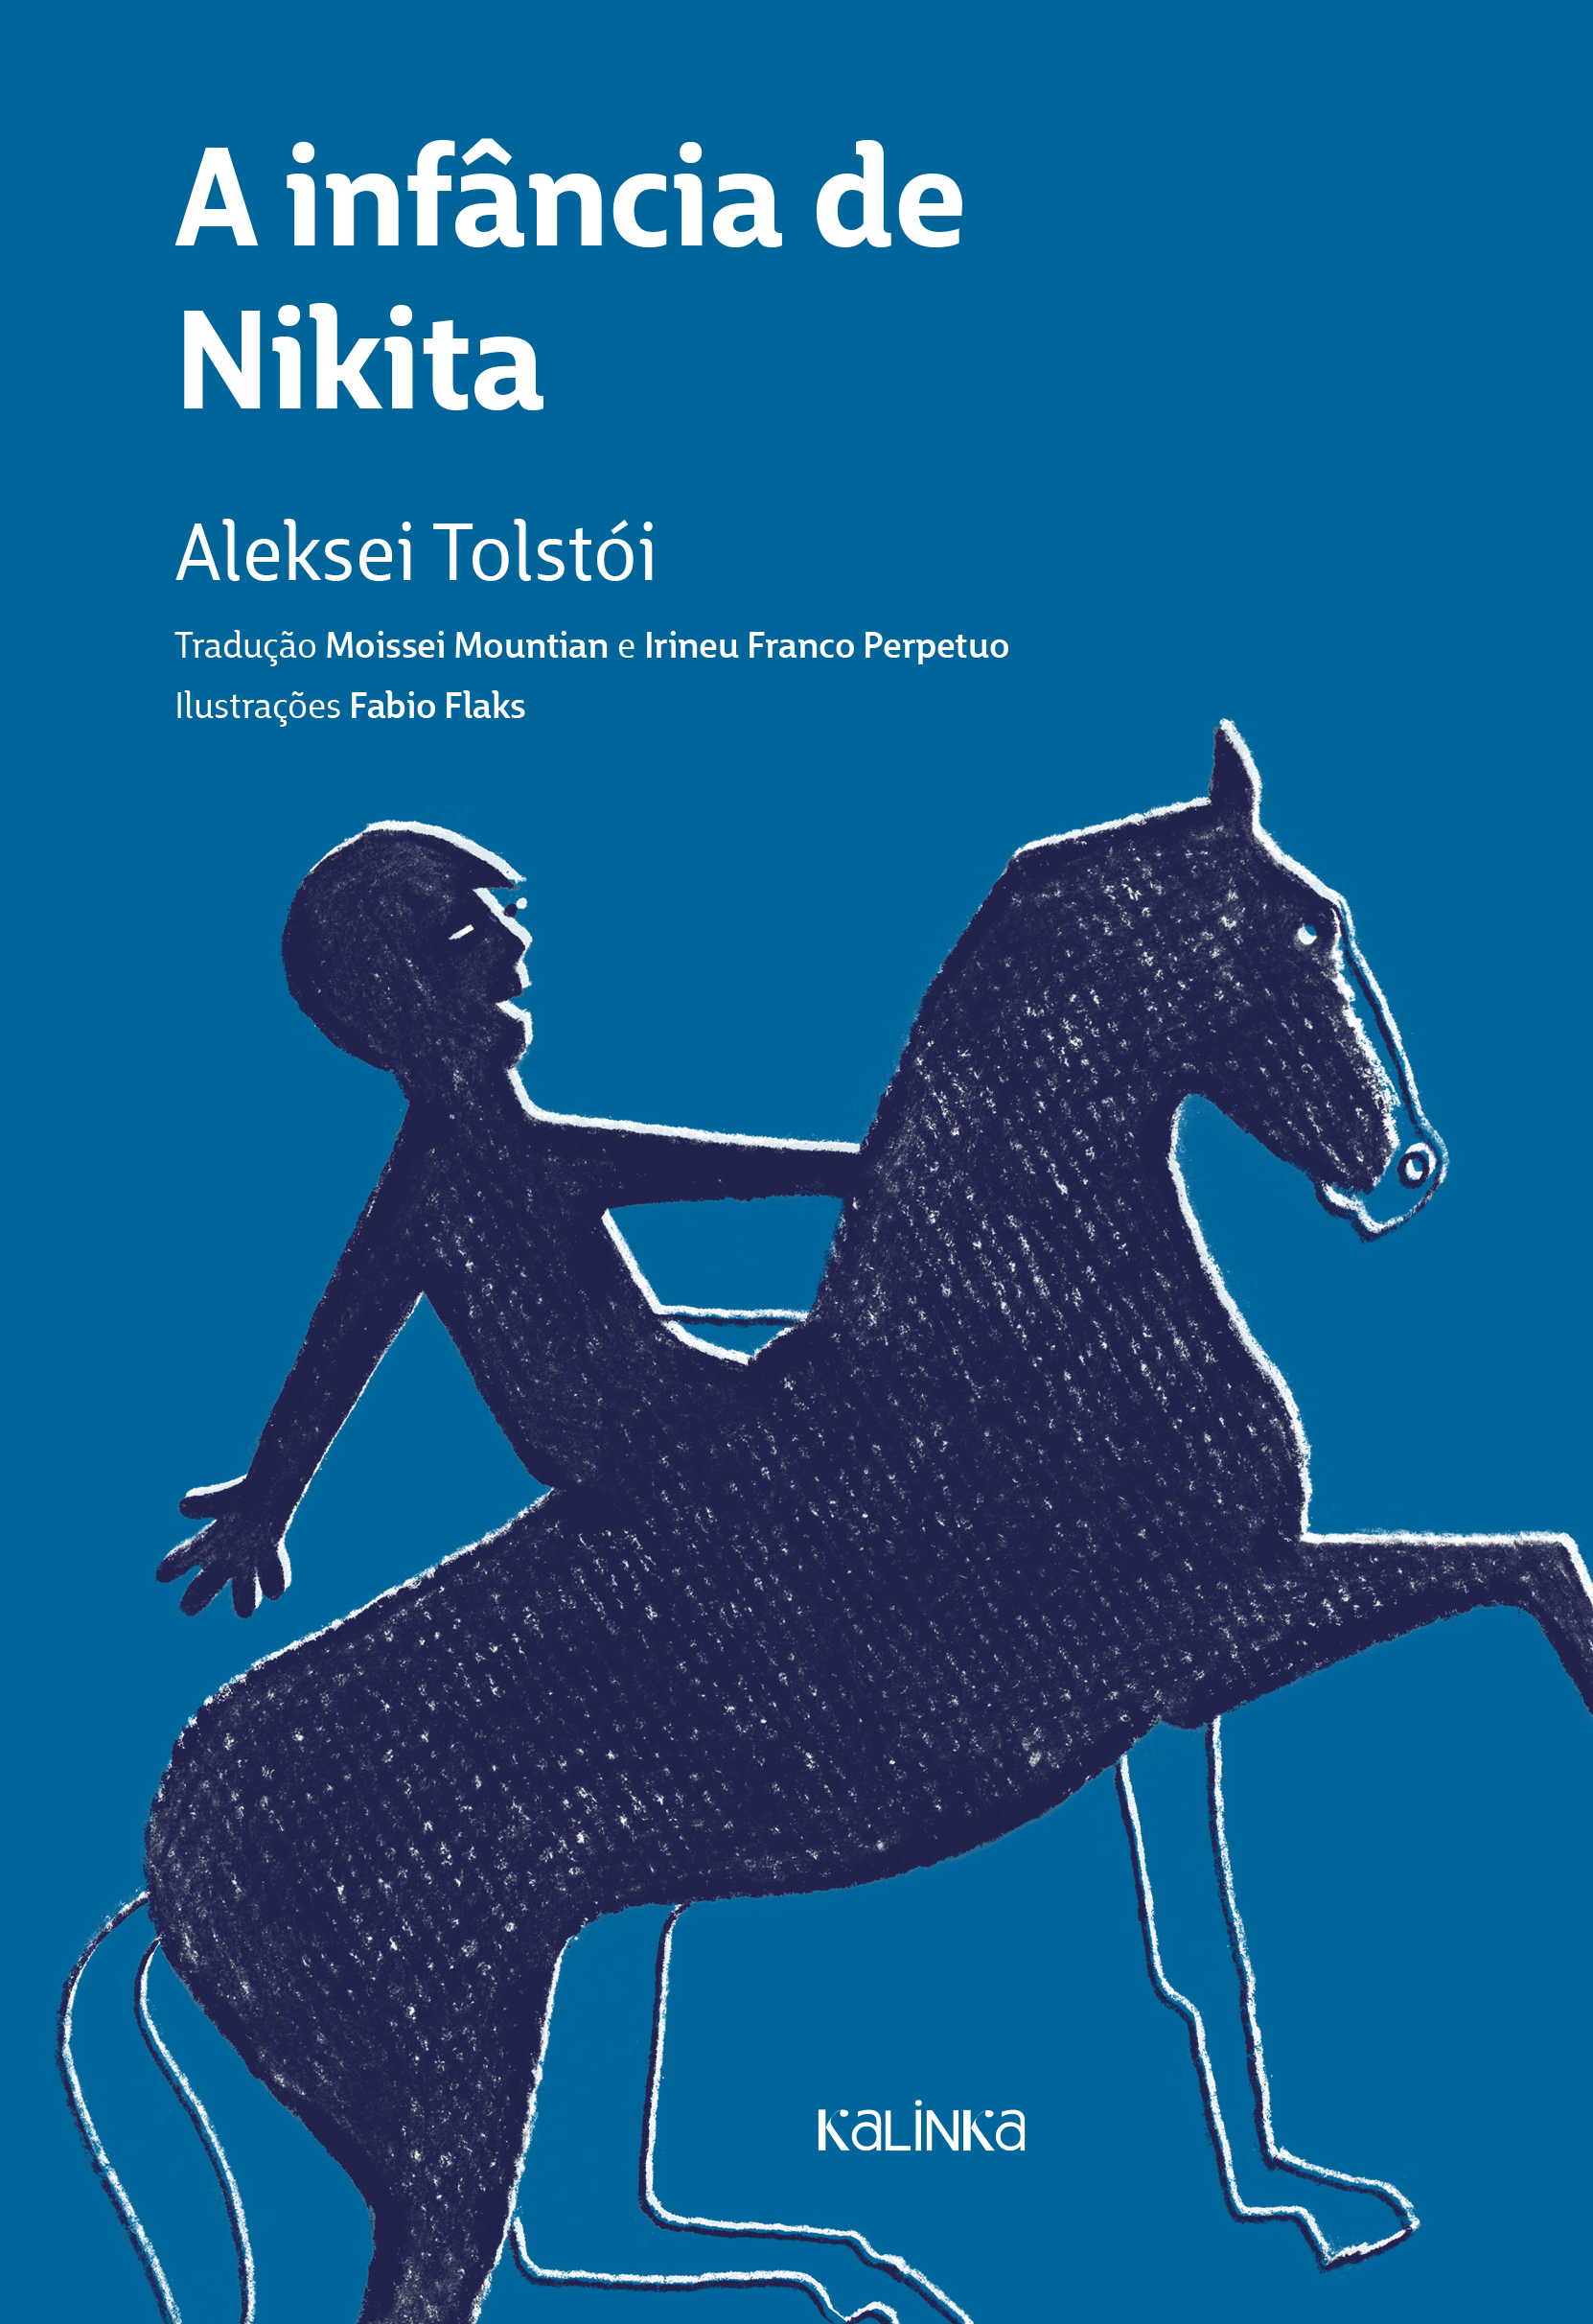 A infância de
Nikita
Aleksei Tolstói
Tradução Moissei Mountian e Irineu Franco Perpetuo
Ilustrações Fabio Flaks
KALINKA